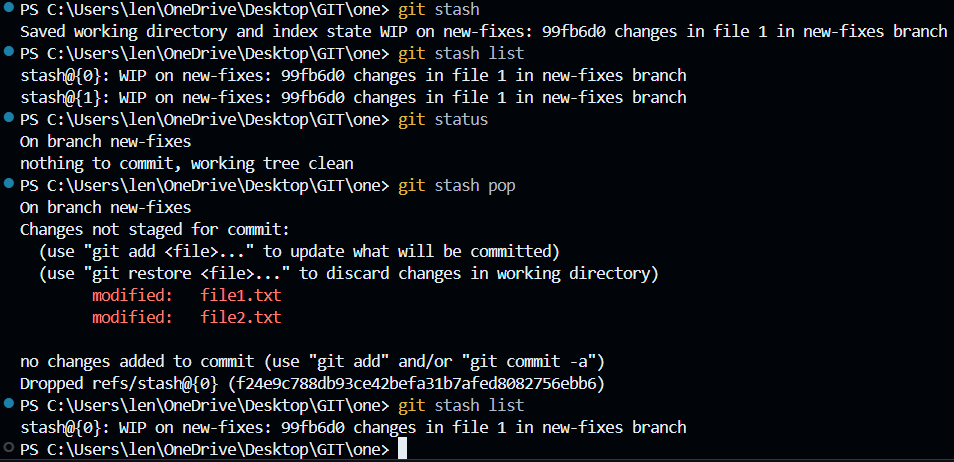 PS C:\Users\len\OneDrive\Desktop\GIT\one> git stash
Saved working directory and index state WIP on new-fixes: 99fb6d0 changes in file 1 in new-fixes branch
PS C:\Users\len\OneDrive\Desktop\GIT\one> git stash list
stash@{0}: WIP on new-fixes: 99fb6d0 changes in file 1 in new-fixes branch
stash@{1}: WIP on new-fixes: 99fb6d0 changes in file 1 in new-fixes branch
PS C:\Users\len\OneDrive\Desktop\GIT\one> git status
On branch new-fixes
nothing to commit, working tree clean
PS C:\Users\len\OneDrive\Desktop\GIT\one> git stash pop
On branch new-fixes
Changes not staged for commit:
  (use "git add <file>..." to update what will be committed)
  (use "git restore <file>..." to discard changes in working directory)
        modified:   file1.txt
        modified:   file2.txt

no changes added to commit (use "git add" and/or "git commit -a")
Dropped refs/stash@{0} (f24e9c788db93ce42befa31b7afed8082756ebb6)
PS C:\Users\len\OneDrive\Desktop\GIT\one> git stash list
stash@{0}: WIP on new-fixes: 99fb6d0 changes in file 1 in new-fixes branch
PS C:\Users\len\OneDrive\Desktop\GIT\one>